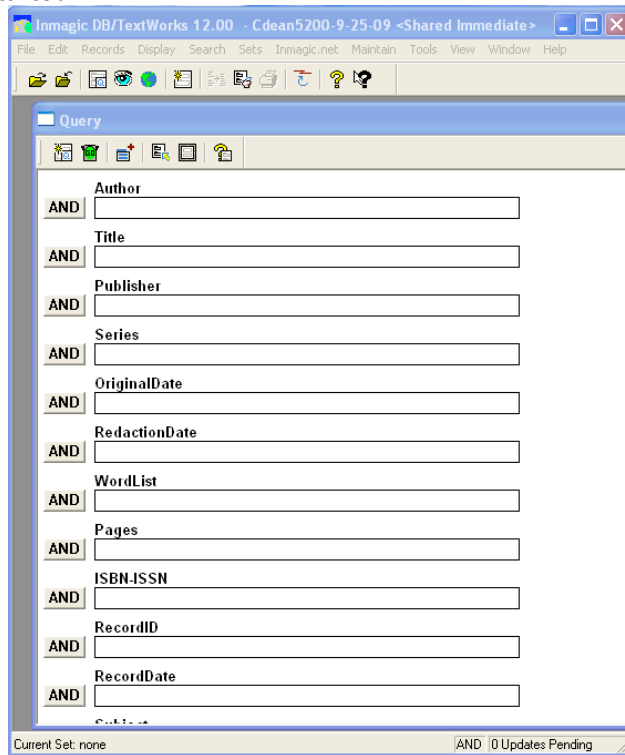 Inmagic DB/TextWorks 12.00 - Cdean5200-9-25-09 <Shared Immediate>
File Edit Records Display Search Sets Inmagic.net Maintain Tools View Window Help
Query
Author
AND
Title
AND
Publisher
AND
Series
AND
OriginalDate
AND
RedactionDate
AND
WordList
AND
Pages
AND
ISBN-ISSN
AND
RecordID
AND
RecordDate
AND
Current Set: none AND 0 Updates Pending